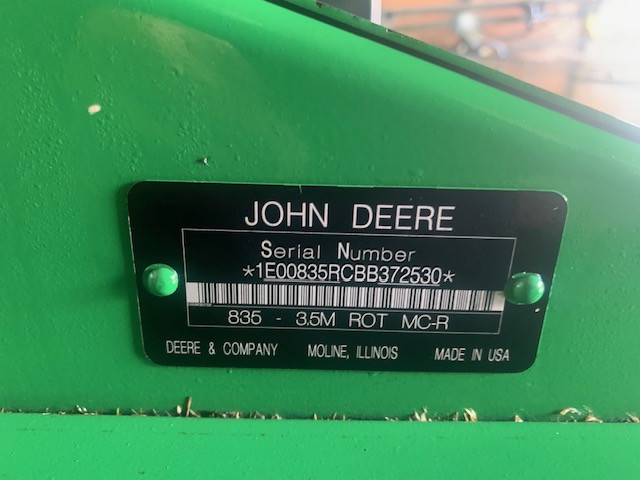 JOHN DEERE
Serial Number
*1E00835RCBB372530*
835 - 3.5M ROT MC-R
DEERE & COMPANY MOLINE, ILLINOIS MADE IN USA